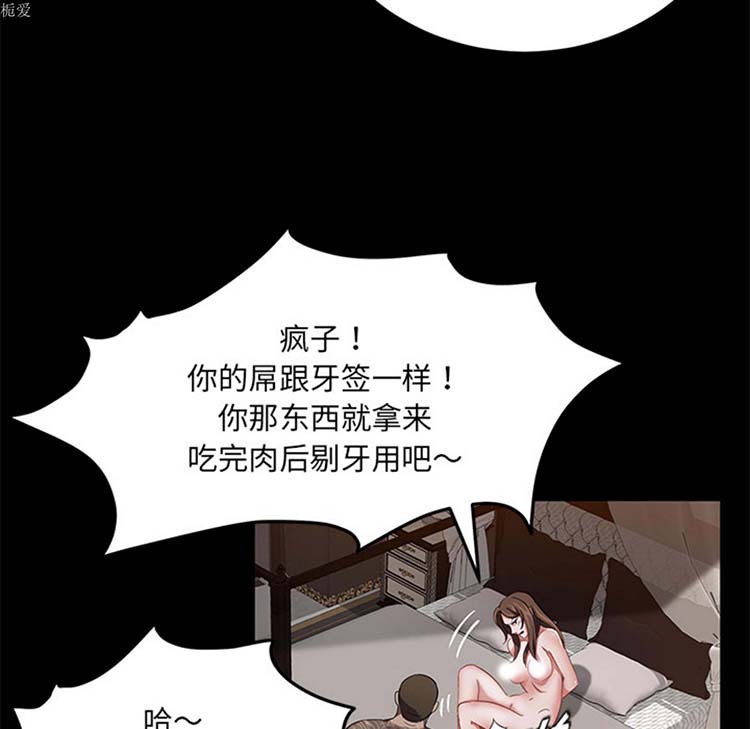 栀爱
疯子！
你的屌跟牙签一样！
你那东西就拿来
吃完肉后剔牙用吧～
哈～